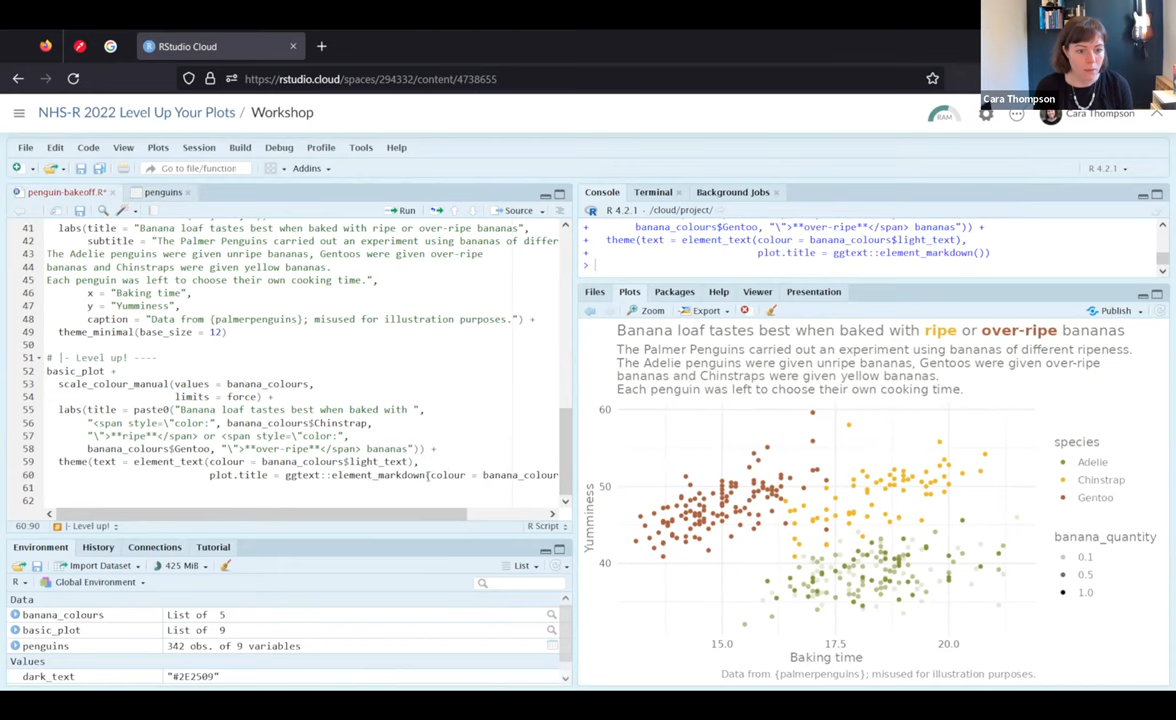 RStudio Cloud
https://rstudio.cloud/spaces/294332/content/4738655
Cara Thompson
NHS-R 2022 Level Up Your Plots / Workshop
RAM
Cara Thompson
File Edit Code View Plots Session Build Debug Profile Tools Help
Go to file/function
Addins
R 4.2.1
penguin-bakeoff.R*
penguins
Run
Source
41 labs(title = "Banana loaf tastes best when baked with ripe or over-ripe bananas",
42 subtitle = "The Palmer Penguins carried out an experiment using bananas of differ
43 The Adelie penguins were given unripe bananas, Gentoos were given over-ripe
44 bananas and Chinstraps were given yellow bananas.
45 Each penguin was left to choose their own cooking time.",
46 x = "Baking time",
47 y = "Yumminess",
48 caption = "Data from {palmerpenguins}; misused for illustration purposes.") +
49 theme_minimal(base_size = 12)
50
51 # |- Level up! ----
52 basic_plot +
53 scale_colour_manual(values = banana_colours,
54 limits = force) +
55 labs(title = paste0("Banana loaf tastes best when baked with ",
56 "<span style=\"color:", banana_colours$Chinstrap,
57 "\">**ripe**</span> or <span style=\"color:",
58 banana_colours$Gentoo, "\">**over-ripe**</span> bananas")) +
59 theme(text = element_text(colour = banana_colours$light_text),
60 plot.title = ggtext::element_markdown(colour = banana_colour
61
62
60:90
|- Level up!
R Script
Console Terminal Background Jobs
R 4.2.1 · /cloud/project/
+ banana_colours$Gentoo, "\">**over-ripe**</span> bananas")) +
+ theme(text = element_text(colour = banana_colours$light_text),
+ plot.title = ggtext::element_markdown())
>
Files Plots Packages Help Viewer Presentation
Zoom Export Publish
Banana loaf tastes best when baked with ripe or over-ripe bananas
The Palmer Penguins carried out an experiment using bananas of different ripeness.
The Adelie penguins were given unripe bananas, Gentoos were given over-ripe
bananas and Chinstraps were given yellow bananas.
Each penguin was left to choose their own cooking time.
60
50
40
Yumminess
15.0 17.5 20.0
Baking time
species
Adelie
Chinstrap
Gentoo
banana_quantity
0.1
0.5
1.0
Data from {palmerpenguins}; misused for illustration purposes.
Environment History Connections Tutorial
Import Dataset
425 MiB
List
R
Global Environment
Data
banana_colours List of 5
basic_plot List of 9
penguins 342 obs. of 9 variables
Values
dark_text "#2E2509"